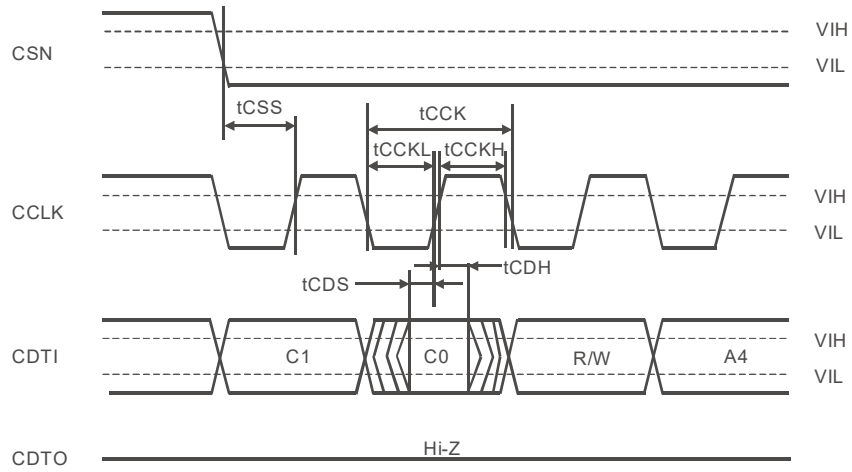 VIH
CSN
VIL
tCSS
tCCK
tCCKL
tCCKH
VIH
CCLK
VIL
tCDS
tCDH
VIH
CDTI
C1
C0
R/W
A4
VIL
Hi-Z
CDTO